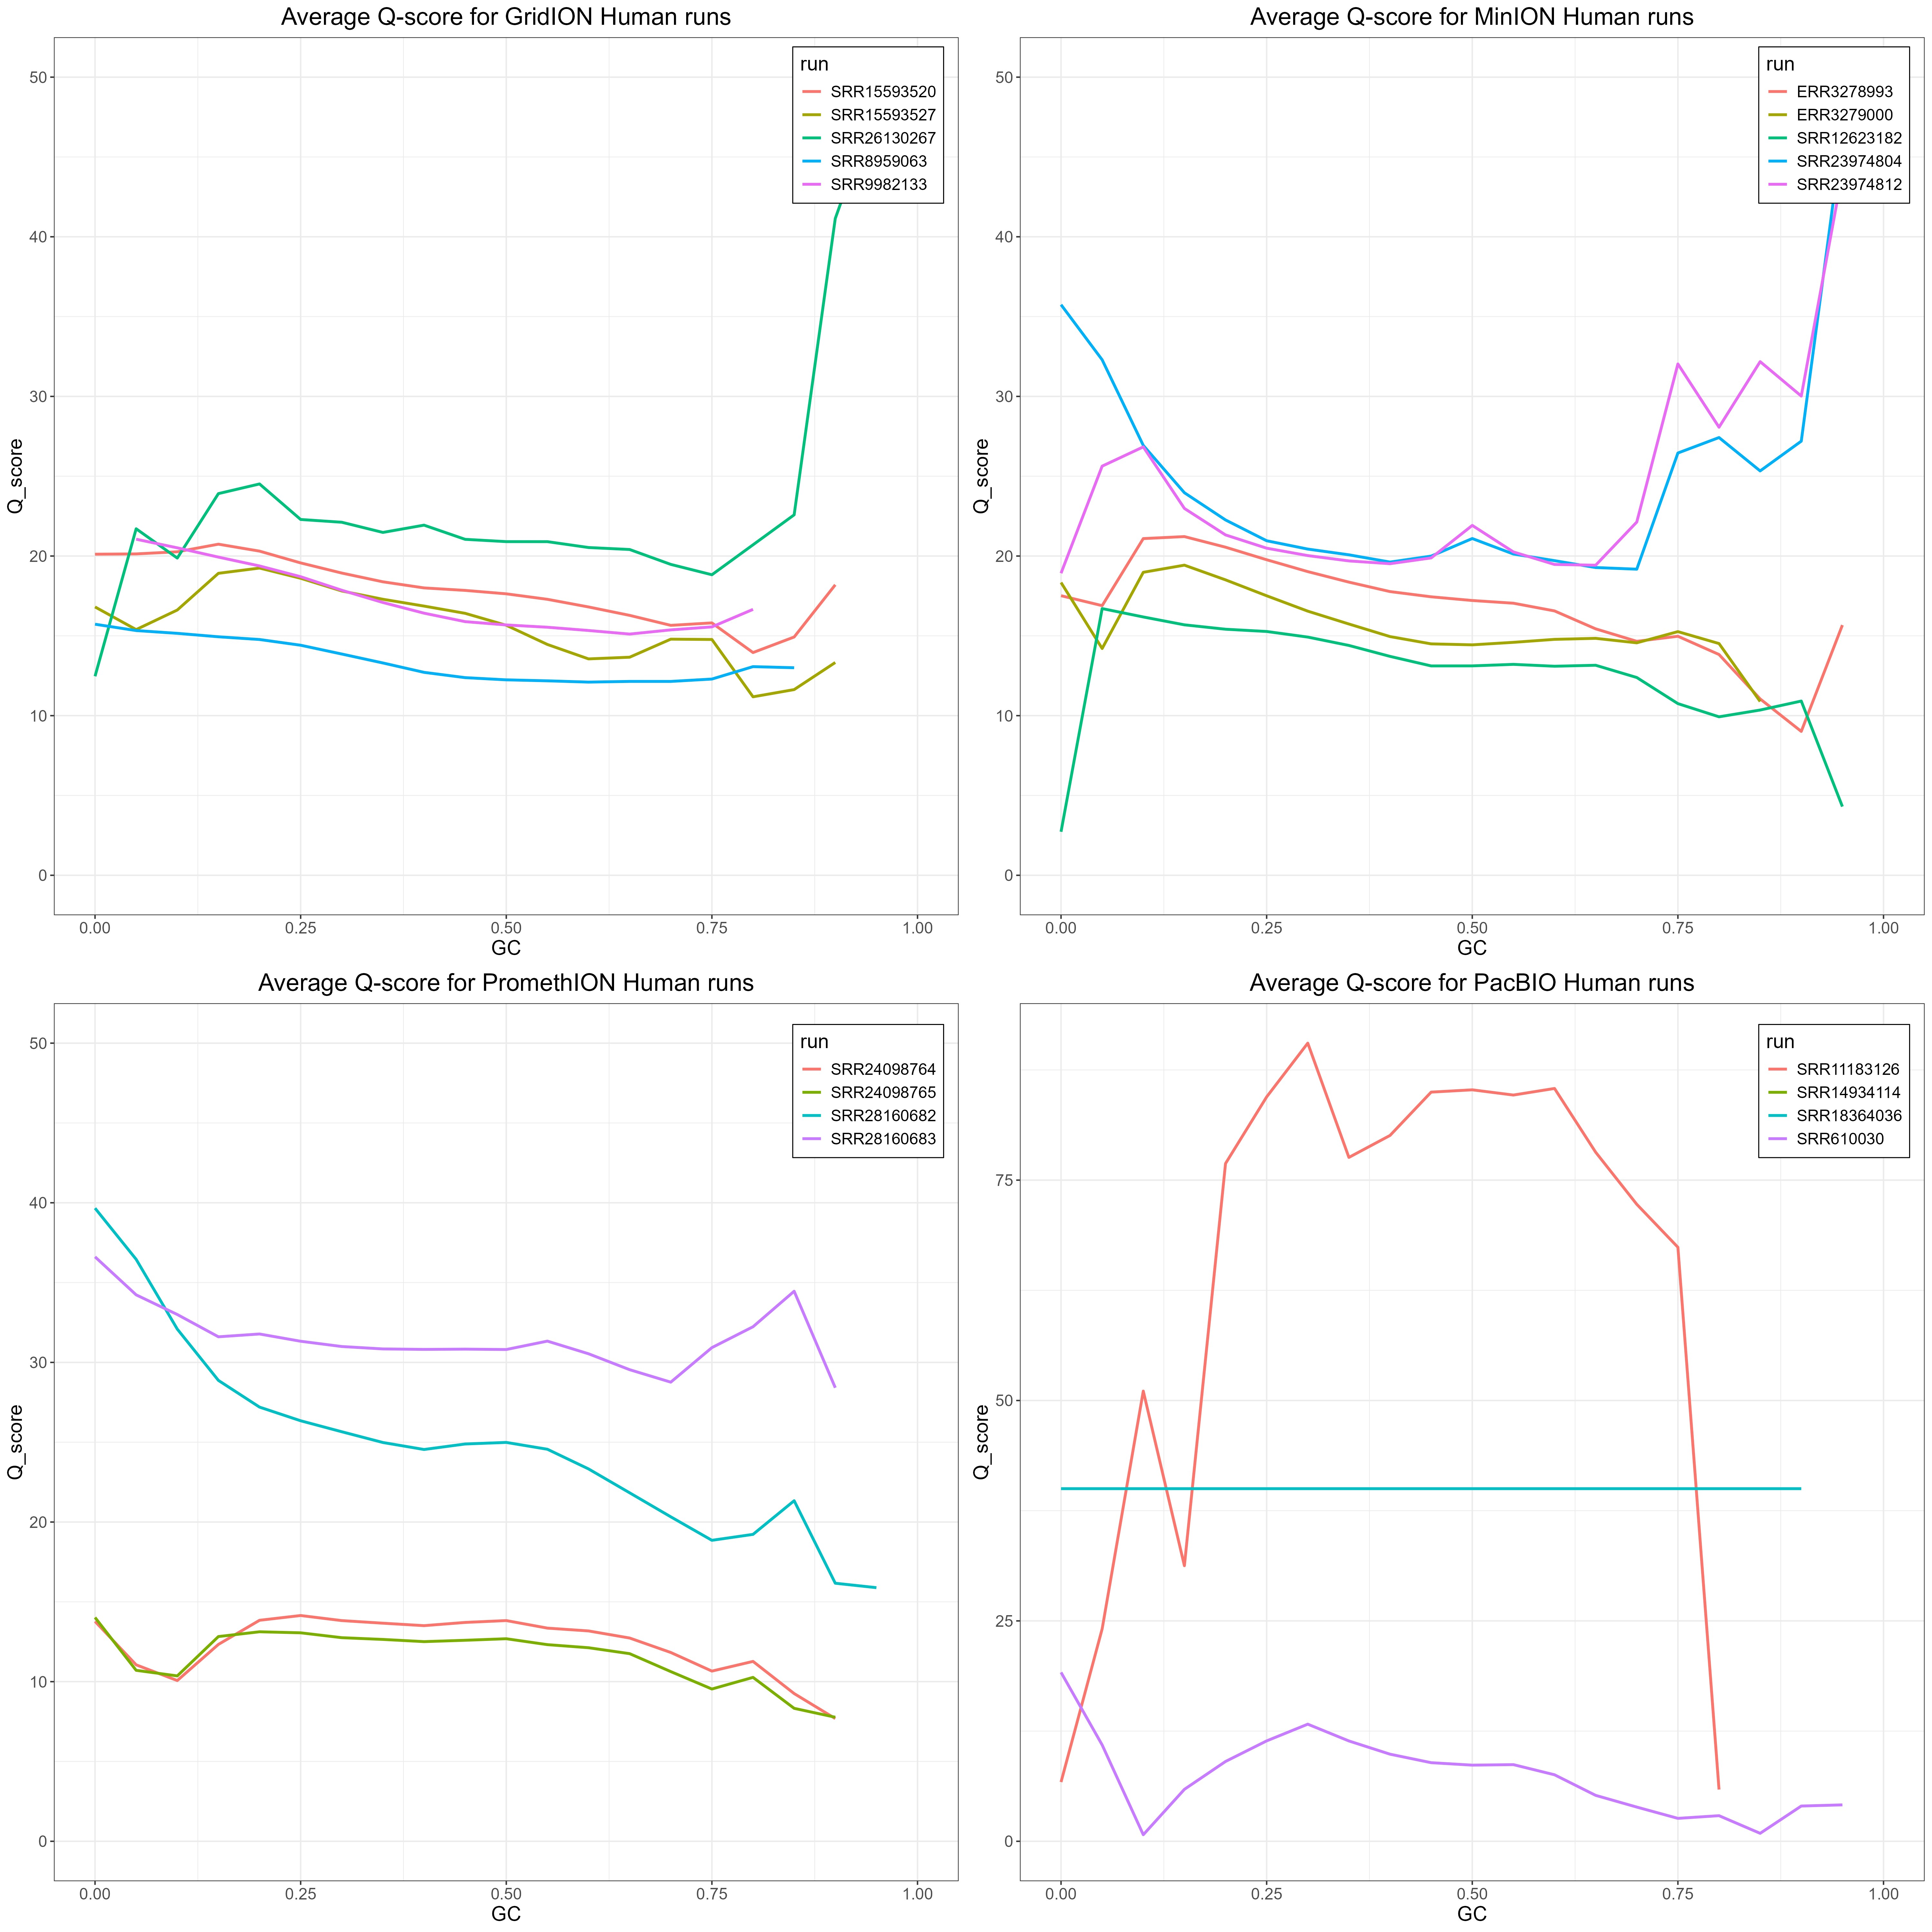 Average Q-score for GridION Human runs
run
SRR15593520
SRR15593527
SRR26130267
SRR8959063
SRR9982133
50
40
30
20
10
0
Q_score
0.00 0.25 0.50 0.75 1.00
GC
Average Q-score for MinION Human runs
run
ERR3278993
ERR3279000
SRR12623182
SRR23974804
SRR23974812
50
40
30
20
10
0
Q_score
0.00 0.25 0.50 0.75 1.00
GC
Average Q-score for PromethION Human runs
run
SRR24098764
SRR24098765
SRR28160682
SRR28160683
50
40
30
20
10
0
Q_score
0.00 0.25 0.50 0.75 1.00
GC
Average Q-score for PacBIO Human runs
run
SRR11183126
SRR14934114
SRR18364036
SRR610030
75
50
25
0
Q_score
0.00 0.25 0.50 0.75 1.00
GC